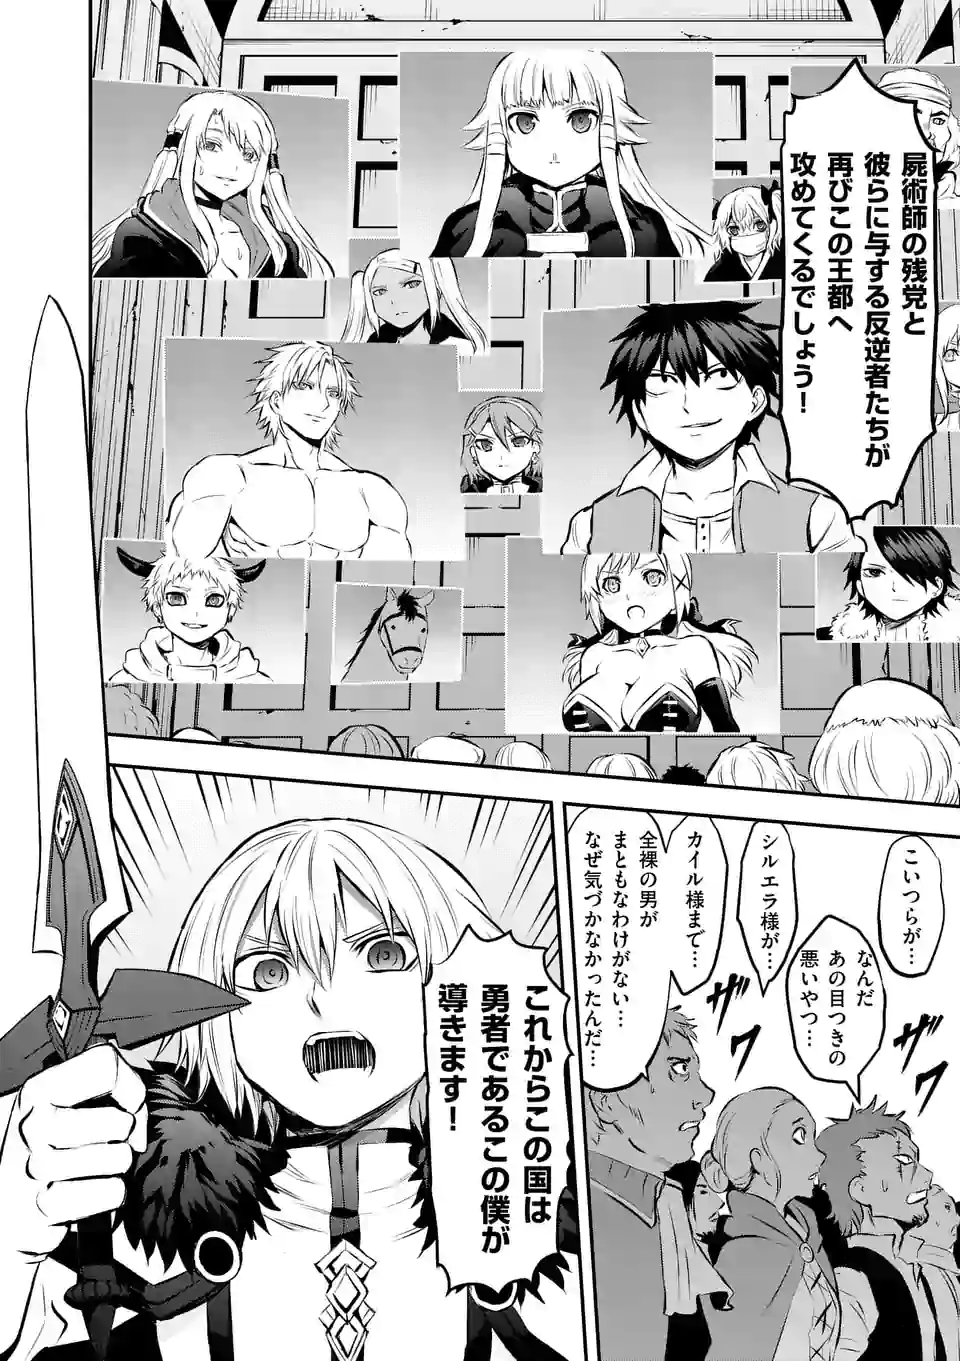 屍術師の残党と
彼らに与する反逆者たちが
再びこの王都へ
攻めてくるでしょう！
こいつらが…
なんだ
あの目つきの
悪いやつ…
シルエラ様が…
カイル様まで…
全裸の男が
まともなわけがない…
なぜ気づかなかったんだ…
ザワ
ザワ
ザワ
これからこの国は
勇者であるこの僕が
導きます！